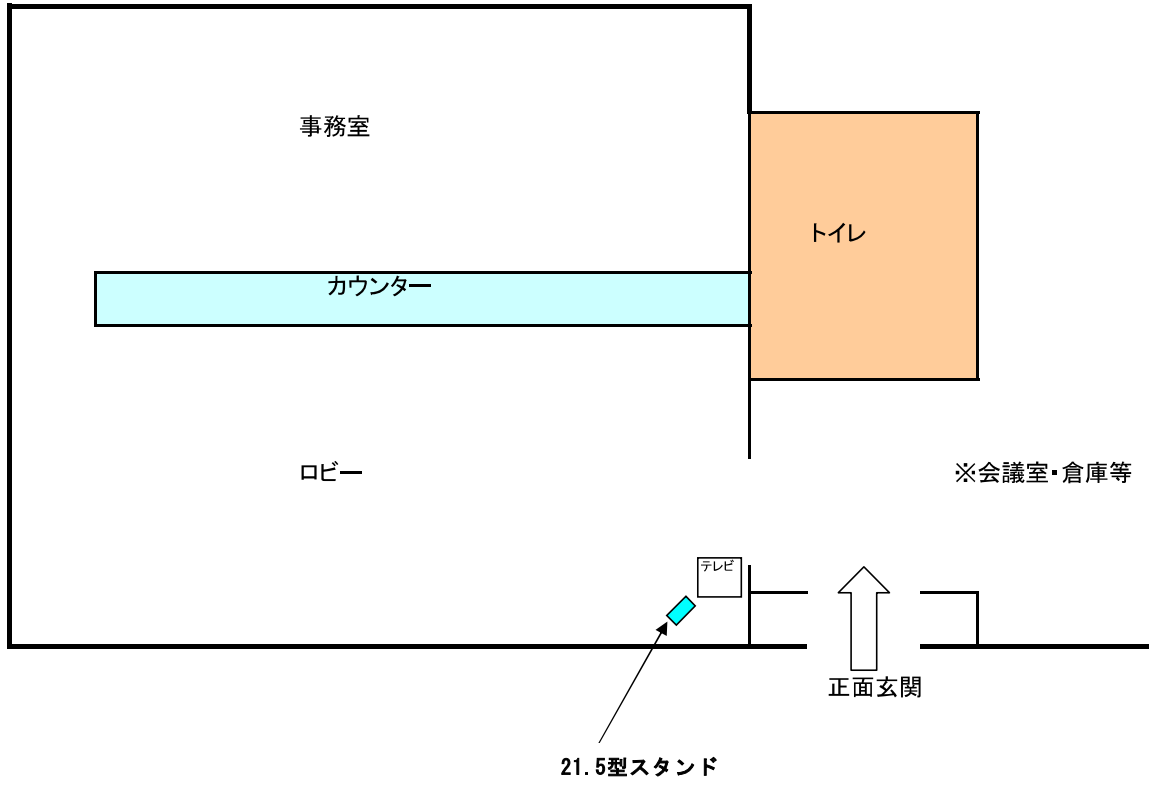 事務室
トイレ
カウンター
ロビー
※会議室・倉庫等
テレビ
正面玄関
21.5型スタンド